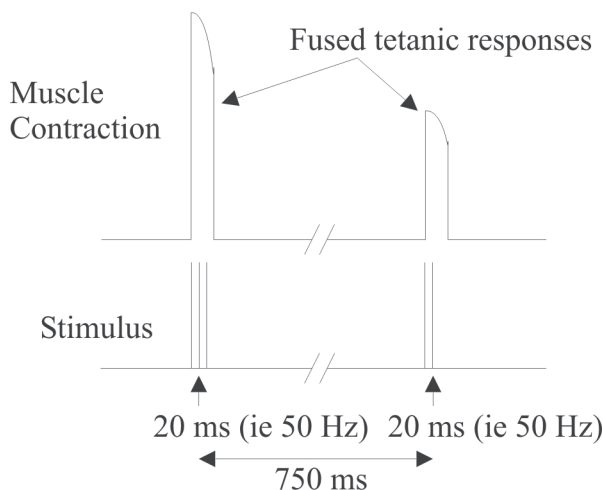 Fused tetanic responses
Muscle
Contraction
Stimulus
20 ms (ie 50 Hz) 20 ms (ie 50 Hz)
750 ms